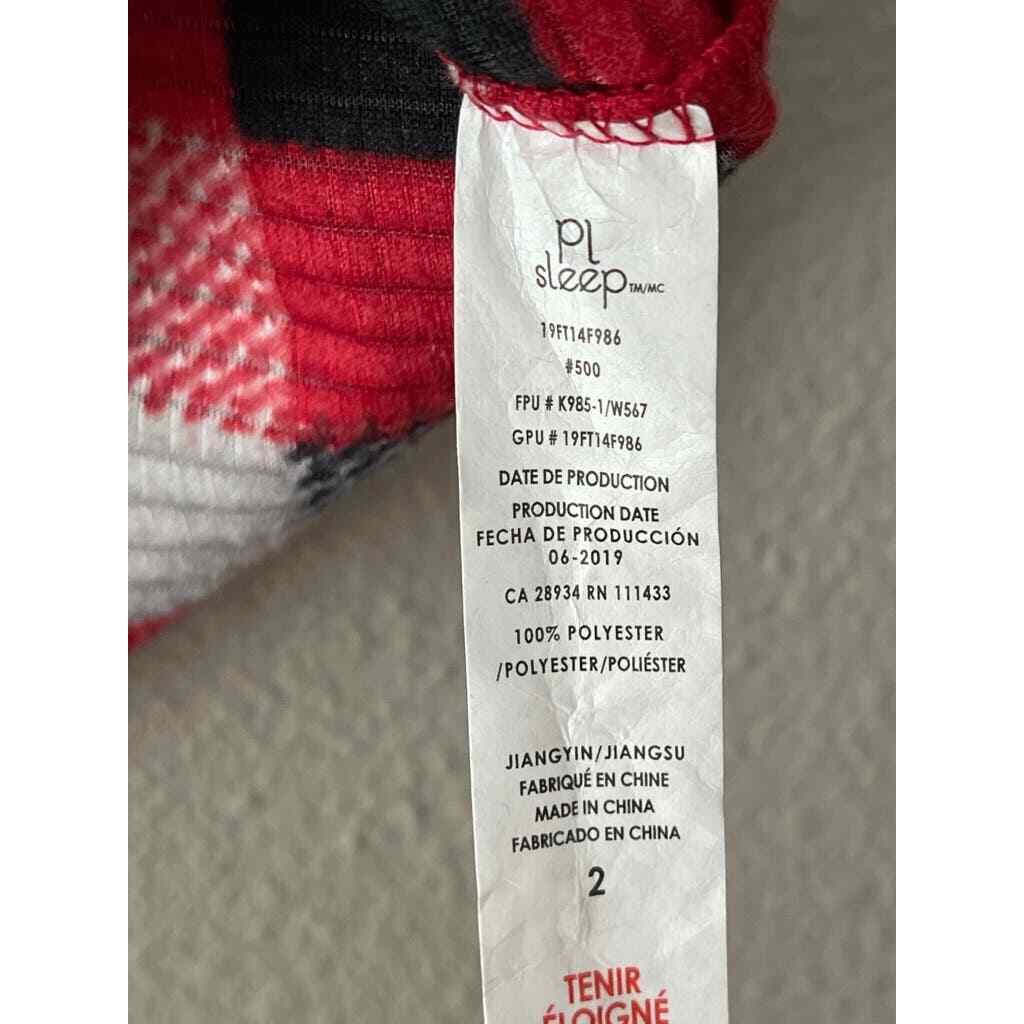 pl
sleep TM/MC
19FT14F986
#500
FPU # K985-1/W567
GPU # 19FT14F986
DATE DE PRODUCTION
PRODUCTION DATE
FECHA DE PRODUCCIÓN
06-2019
CA 28934 RN 111433
100% POLYESTER
/POLYESTER/POLIÉSTER
JIANGYIN/JIANGSU
FABRIQUÉ EN CHINE
MADE IN CHINA
FABRICADO EN CHINA
2
TENIR
ÉLOIGNÉ